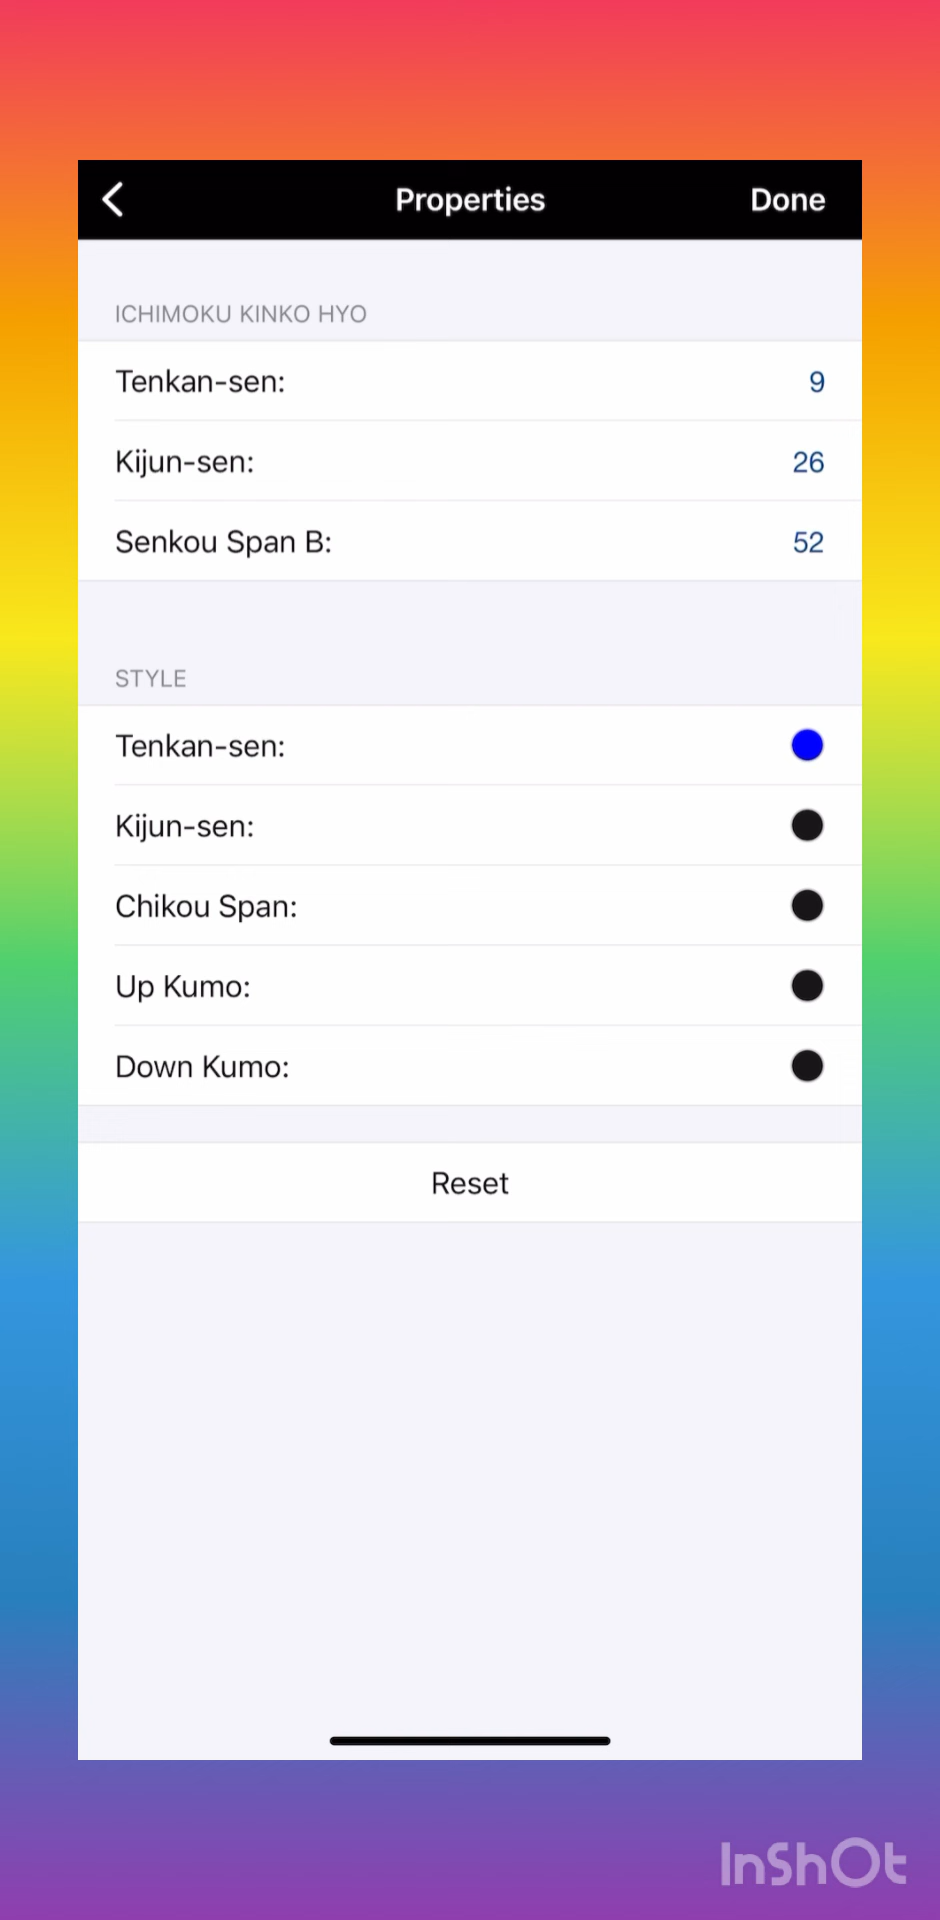 Properties
Done
ICHIMOKU KINKO HYO
Tenkan-sen: 9
Kijun-sen: 26
Senkou Span B: 52
STYLE
Tenkan-sen:
Kijun-sen:
Chikou Span:
Up Kumo:
Down Kumo:
Reset
InShOt